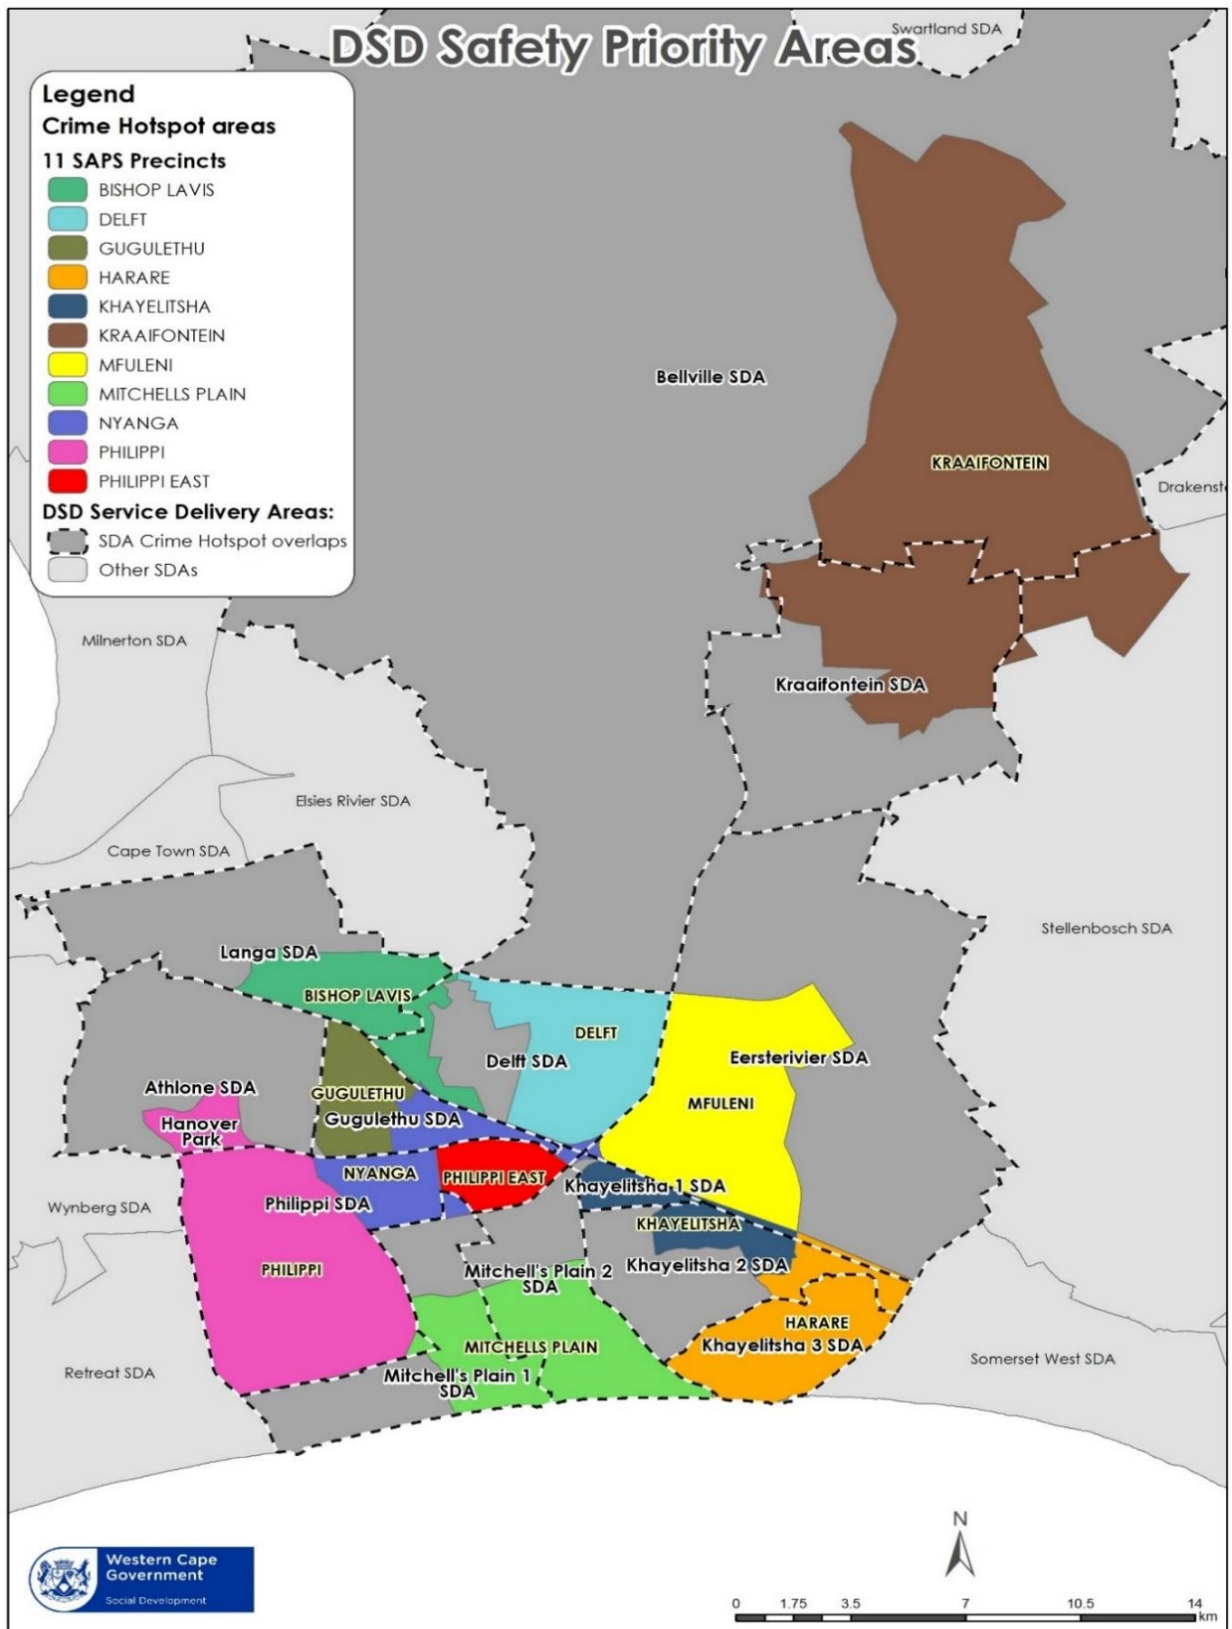 DSD Safety Priority Areas
Swartland SDA
Legend
Crime Hotspot areas
11 SAPS Precincts
BISHOP LAVIS
DELFT
GUGULETHU
HARARE
KHAYELITSHA
KRAAIFONTEIN
MFULENI
MITCHELLS PLAIN
NYANGA
PHILIPPI
PHILIPPI EAST
DSD Service Delivery Areas:
SDA Crime Hotspot overlaps
Other SDAs
Bellville SDA
KRAAIFONTEIN
Drakenst
Milnerton SDA
Kraaifontein SDA
Elsies Rivier SDA
Cape Town SDA
Stellenbosch SDA
Langa SDA
BISHOP LAVIS
DELFT
Delft SDA
Eersterivier SDA
Athlone SDA
GUGULETHU
MFULENI
Hanover
Park
Gugulethu SDA
NYANGA
PHILIPPI EAST
Khayelitsha 1 SDA
Wynberg SDA
Philippi SDA
KHAYELITSHA
PHILIPPI
Mitchell's Plain 2
SDA
Khayelitsha 2 SDA
HARARE
MITCHELLS PLAIN
Khayelitsha 3 SDA
Retreat SDA
Mitchell's Plain 1
SDA
Somerset West SDA
N
Western Cape
Government
Social Development
0 1.75 3.5 7 10.5 14
km